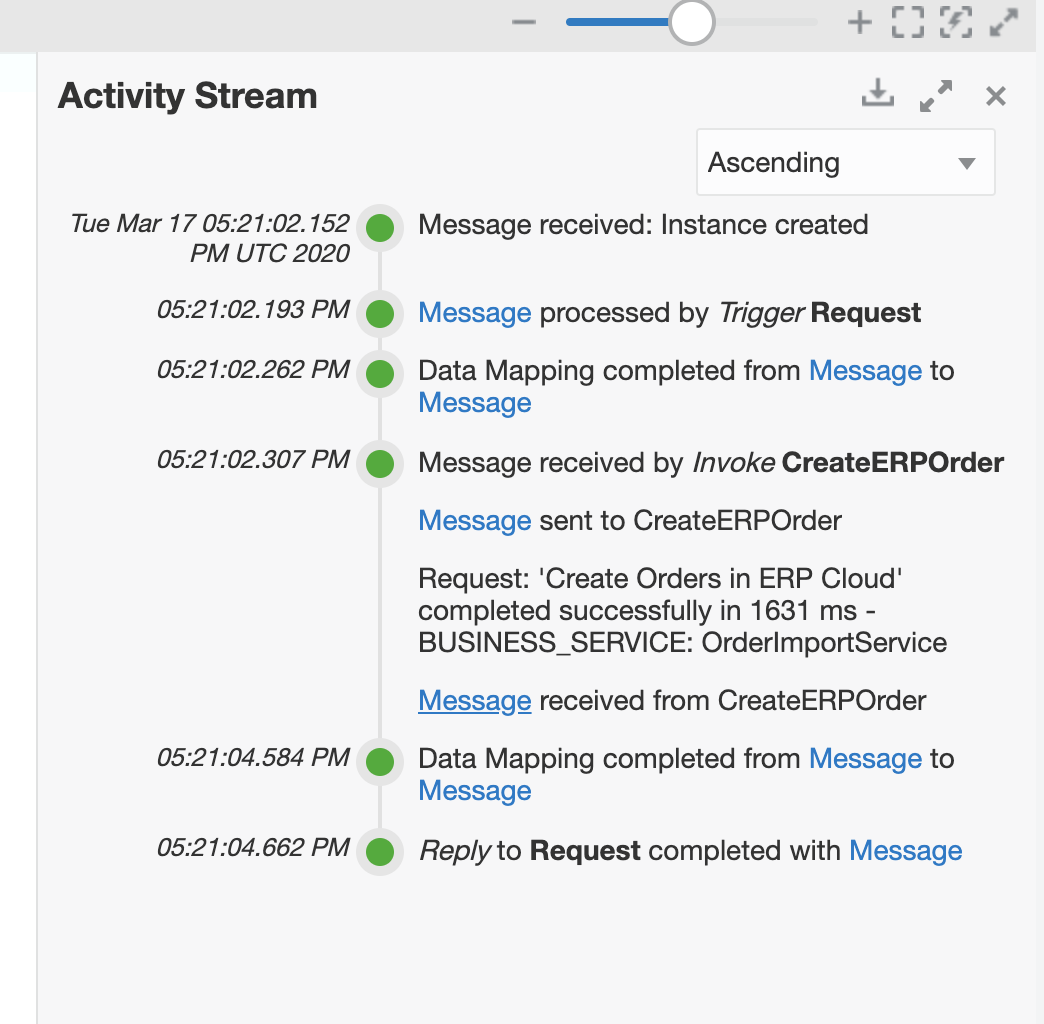 Activity Stream
Ascending
Tue Mar 17 05:21:02.152
PM UTC 2020
Message received: Instance created
05:21:02.193 PM
Message processed by Trigger Request
05:21:02.262 PM
Data Mapping completed from Message to
Message
05:21:02.307 PM
Message received by Invoke CreateERPOrder
Message sent to CreateERPOrder
Request: 'Create Orders in ERP Cloud'
completed successfully in 1631 ms -
BUSINESS_SERVICE: OrderImportService
Message received from CreateERPOrder
05:21:04.584 PM
Data Mapping completed from Message to
Message
05:21:04.662 PM
Reply to Request completed with Message